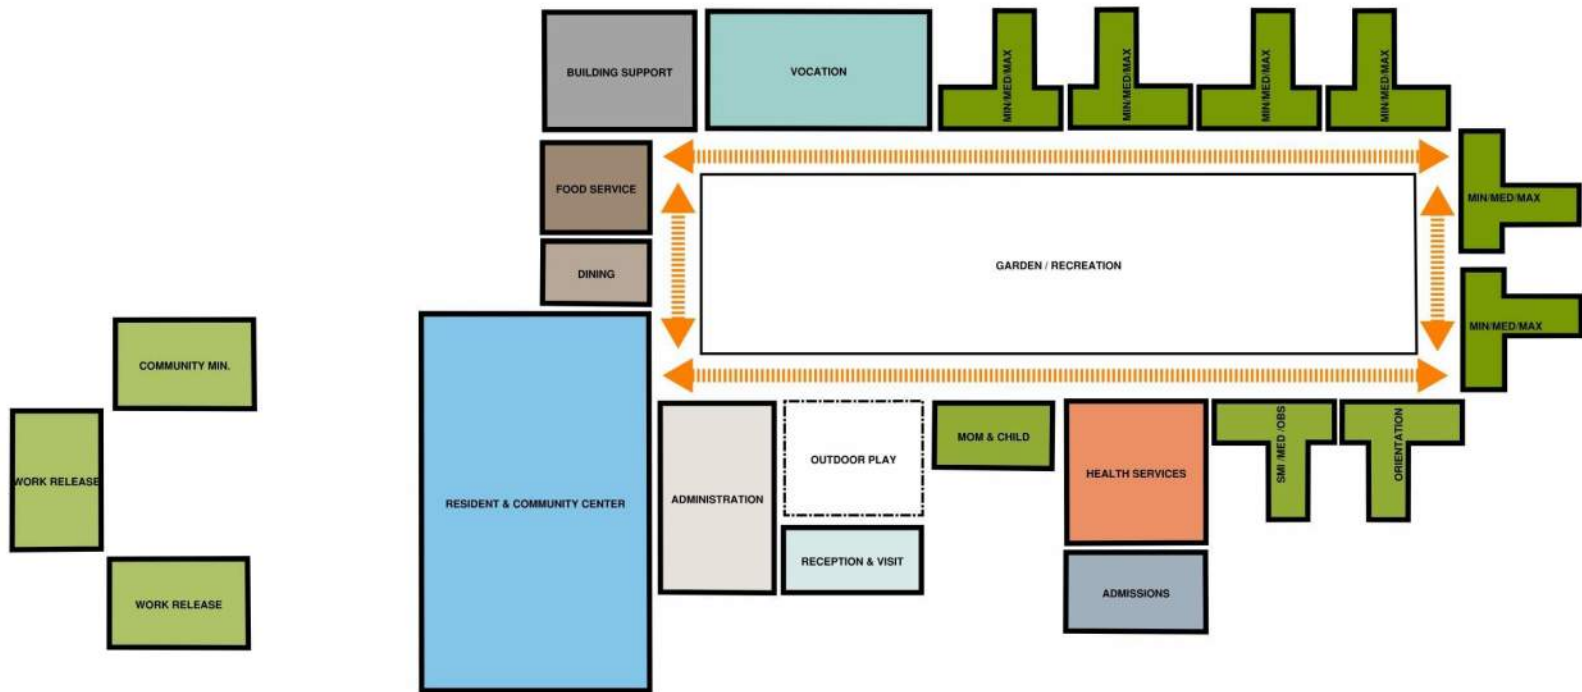 BUILDING SUPPORT
VOCATION
MIN/MED/MAX
MIN/MED/MAX
MIN/MED/MAX
MIN/MED/MAX
FOOD SERVICE
MIN/MED/MAX
GARDEN / RECREATION
DINING
MIN/MED/MAX
COMMUNITY MIN.
WORK RELEASE
WORK RELEASE
RESIDENT & COMMUNITY CENTER
ADMINISTRATION
OUTDOOR PLAY
RECEPTION & VISIT
MOM & CHILD
HEALTH SERVICES
ADMISSIONS
SMI /MED /OBS
ORIENTATION